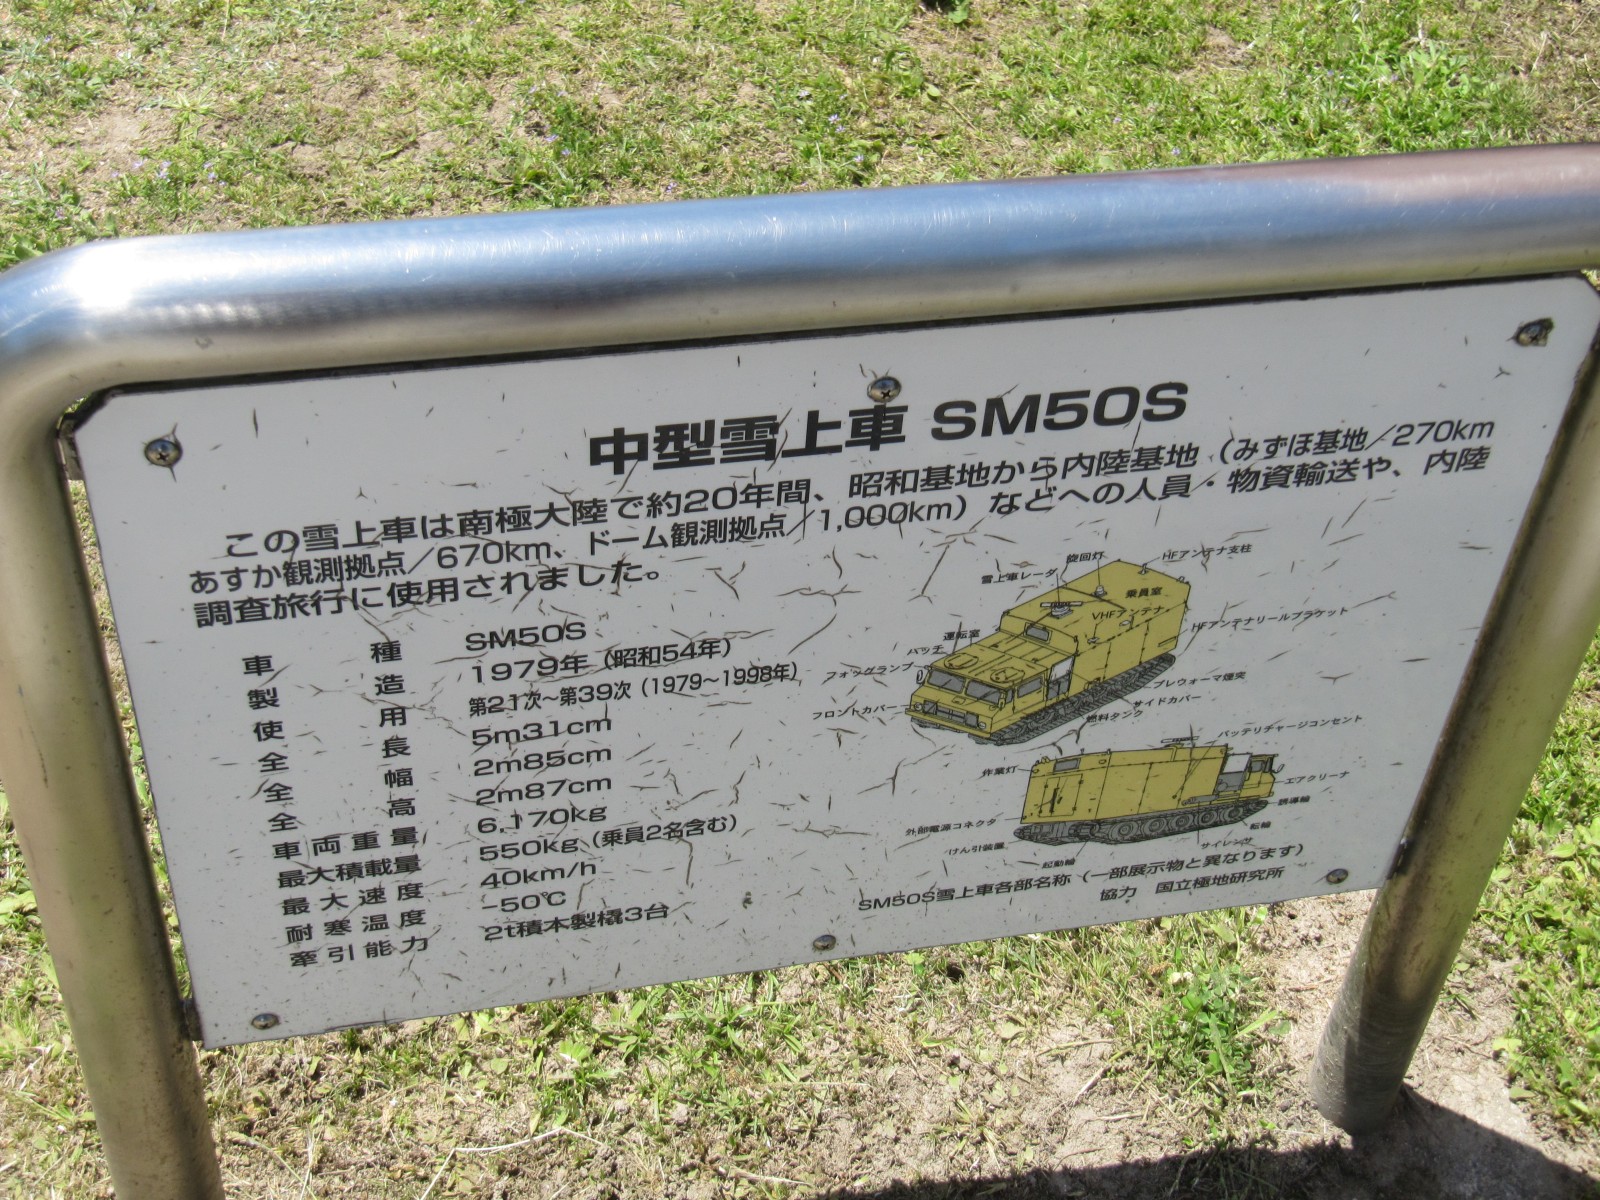 中型雪上車 SM50S
この雪上車は南極大陸で約20年間、昭和基地から内陸基地（みずほ基地／270km
あすか観測拠点／670km、ドーム観測拠点／1,000km）などへの人員・物資輸送や、内陸
調査旅行に使用されました。
車種 SM50S
製造 1979年（昭和54年）
使用 第21次〜第39次（1979〜1998年）
全長 5m31cm
全幅 2m85cm
全高 2m87cm
車両重量 6,170kg
最大積載量 550kg（乗員2名含む）
最大速度 40km/h
耐寒温度 -50℃
牽引能力 2t積木製橇3台
旋回灯
HFアンテナ支柱
雪上車レーダ
乗員室
VHFアンテナ
HFアンテナリールブラケット
運転室
ハッチ
フォッグランプ
フロントカバー
プレウォーマ煙突
サイドカバー
燃料タンク
バッテリチャージコンセント
作業灯
エアクリーナ
誘導輪
外部電源コネクタ
転輪
けん引装置
サイレンサ
起動輪
SM50S雪上車各部名称（一部展示物と異なります）
協力 国立極地研究所